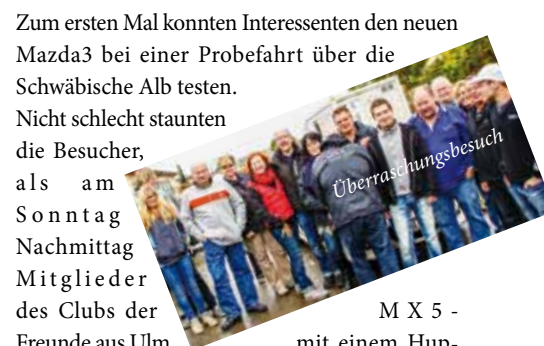 Zum ersten Mal konnten Interessenten den neuen
Mazda3 bei einer Probefahrt über die
Schwäbische Alb testen.
Nicht schlecht staunten
die Besucher,
als am
Sonntag
Nachmittag
Mitglieder
des Clubs der MX5-
Freunde aus Ulm mit einem Hup-
Überraschungsbesuch